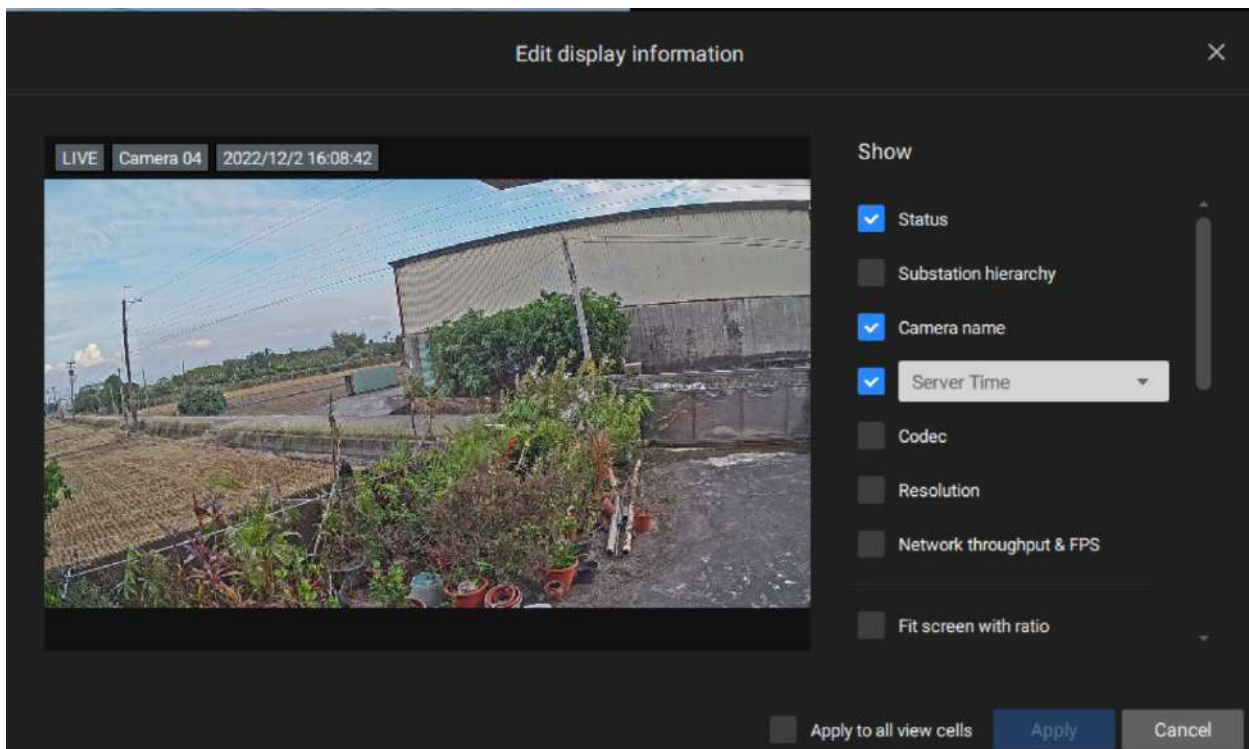 Edit display information
LIVE Camera 04 2022/12/2 16:08:42
Show
Status
Substation hierarchy
Camera name
Server Time
Codec
Resolution
Network throughput & FPS
Fit screen with ratio
Apply to all view cells Apply Cancel